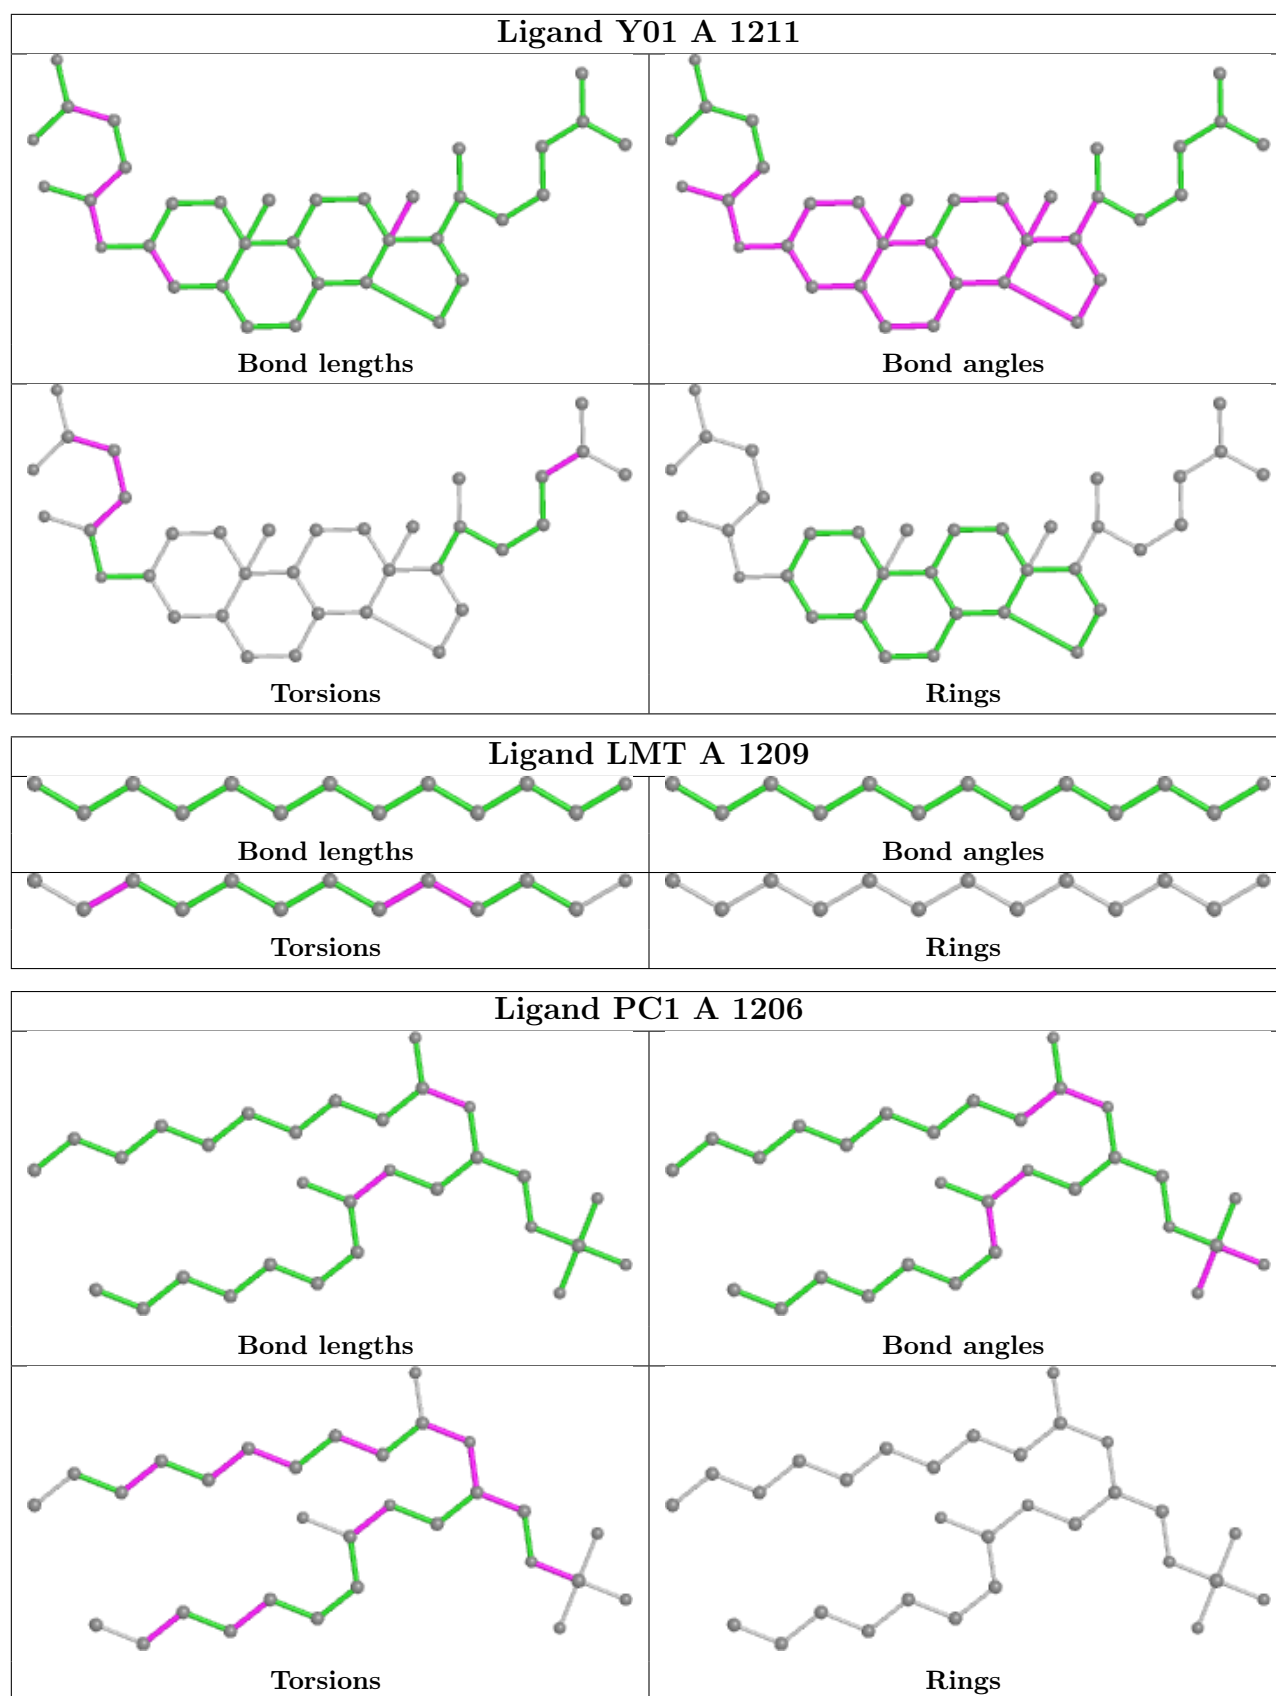 Ligand Y01 A 1211
Bond lengths
Bond angles
Torsions
Rings
Ligand LMT A 1209
Bond lengths
Bond angles
Torsions
Rings
Ligand PC1 A 1206
Bond lengths
Bond angles
Torsions
Rings